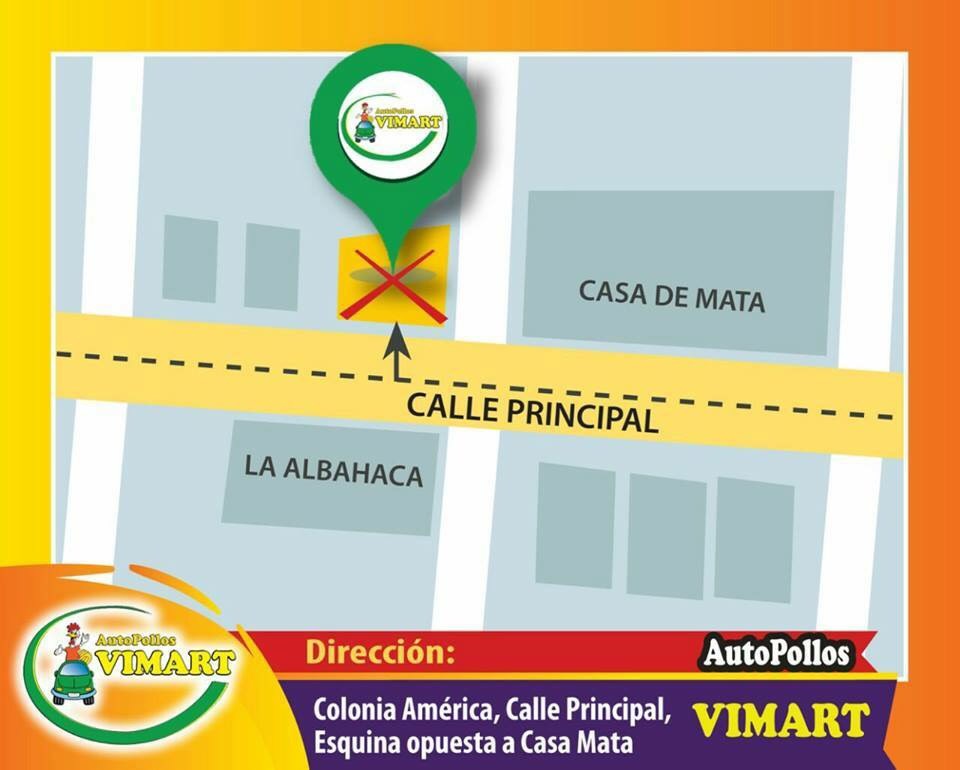 AutoPollos
VIMART
CASA DE MATA
CALLE PRINCIPAL
LA ALBAHACA
AutoPollos
VIMART
Dirección:
AutoPollos
Colonia América, Calle Principal,
Esquina opuesta a Casa Mata
VIMART